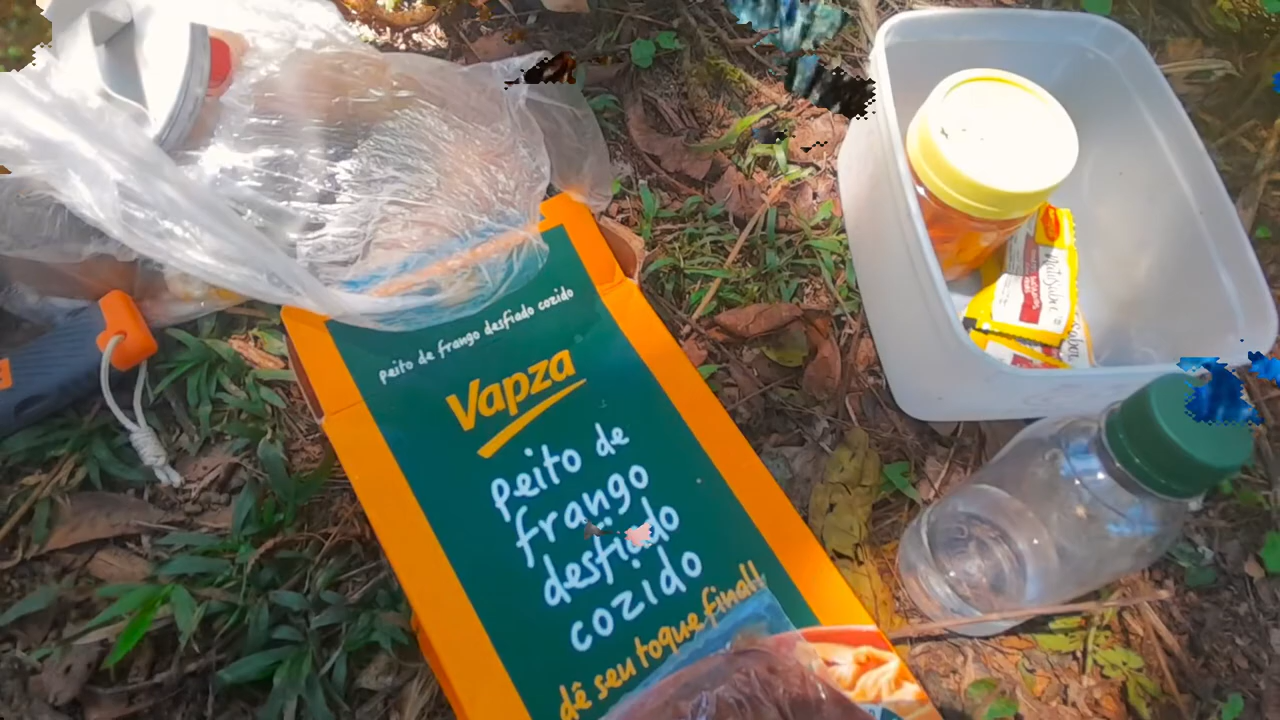 peito de frango desfiado cozido
Vapza
peito de
frango
desfiado
cozido
dê seu toque final!